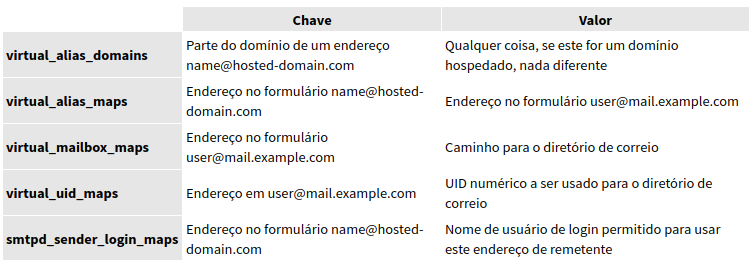 Chave Valor
virtual_alias_domains Parte do domínio de um endereço name@hosted-domain.com Qualquer coisa, se este for um domínio hospedado, nada diferente
virtual_alias_maps Endereço no formulário name@hosted-domain.com Endereço no formulário user@mail.example.com
virtual_mailbox_maps Endereço no formulário user@mail.example.com Caminho para o diretório de correio
virtual_uid_maps Endereço em user@mail.example.com UID numérico a ser usado para o diretório de correio
smtpd_sender_login_maps Endereço no formulário name@hosted-domain.com Nome de usuário de login permitido para usar este endereço de remetente